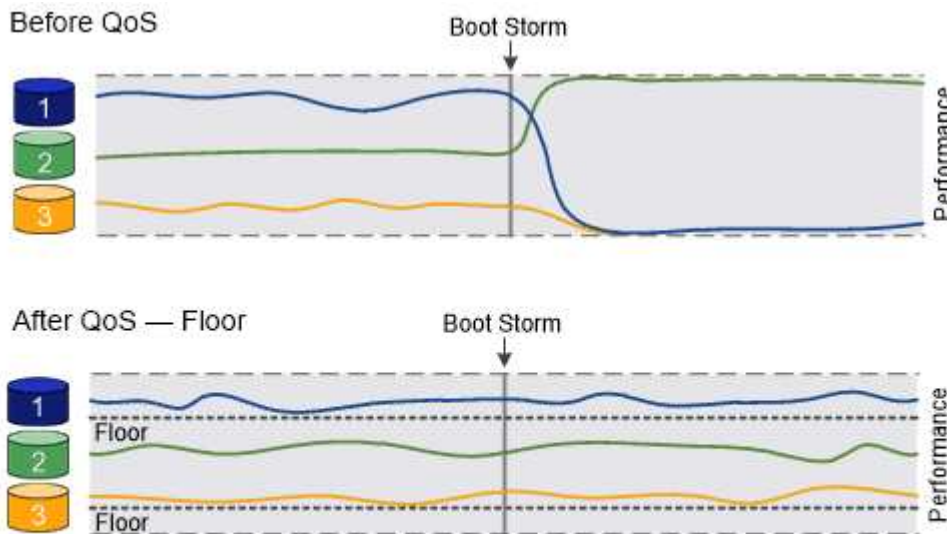 Before QoS
Boot Storm
1
2
3
Performance
After QoS — Floor
Boot Storm
1
Floor
2
3
Floor
Performance